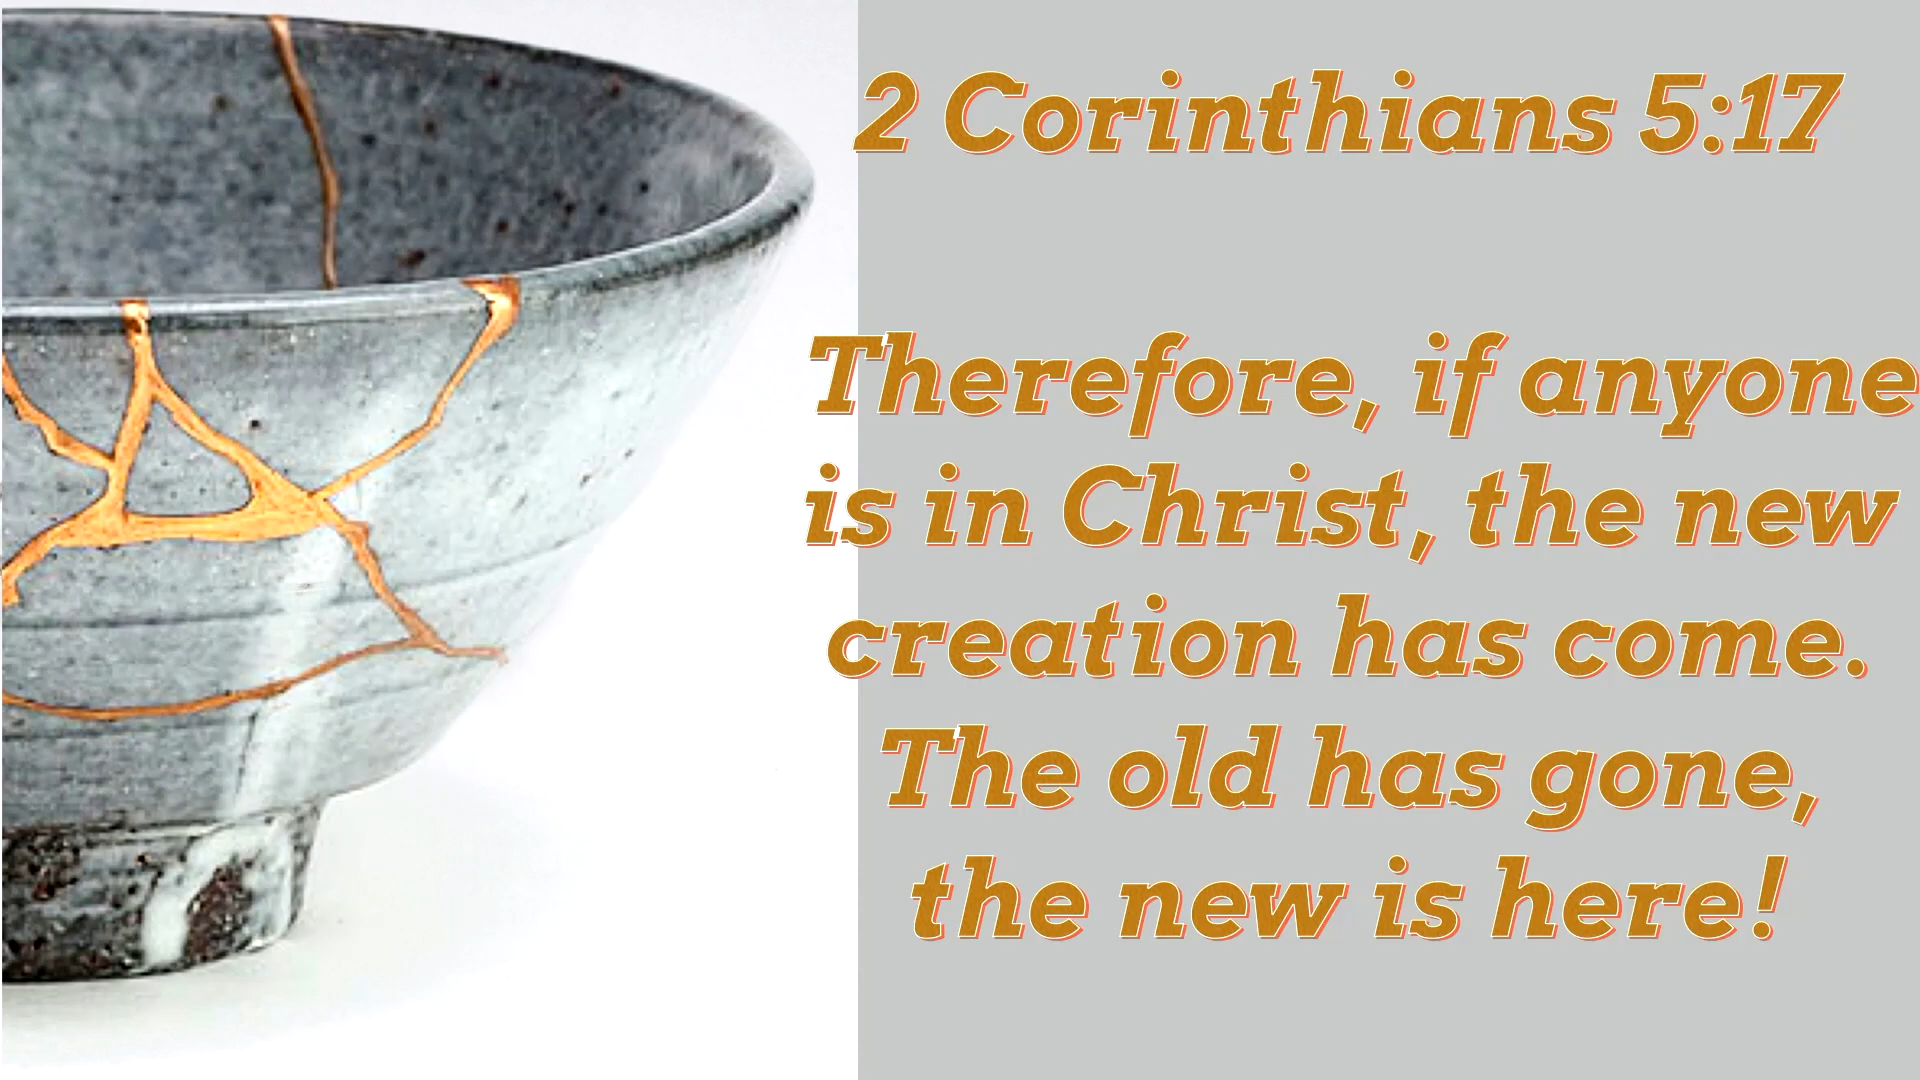 2 Corinthians 5:17
Therefore, if anyone
is in Christ, the new
creation has come.
The old has gone,
the new is here!